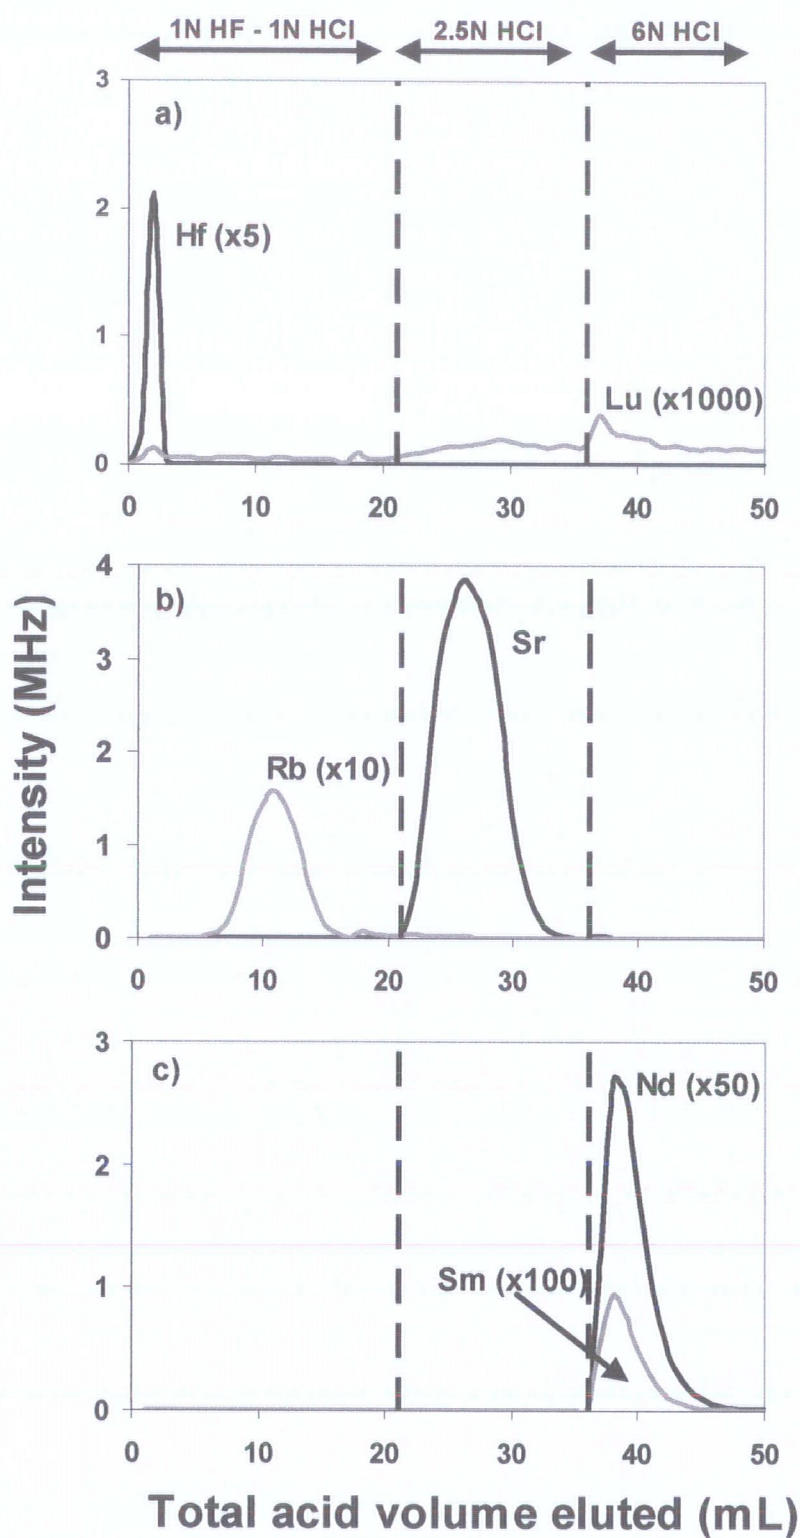 1N HF - 1N HCl 2.5N HCl 6N HCl
3
a)
2
Hf (x5)
1
Lu (x1000)
0
0 10 20 30 40 50
4
b)
3
Sr
2
Rb (x10)
1
0
0 10 20 30 40 50
Intensity (MHz)
3
c)
Nd (x50)
2
Sm (x100)
1
0
0 10 20 30 40 50
Total acid volume eluted (mL)